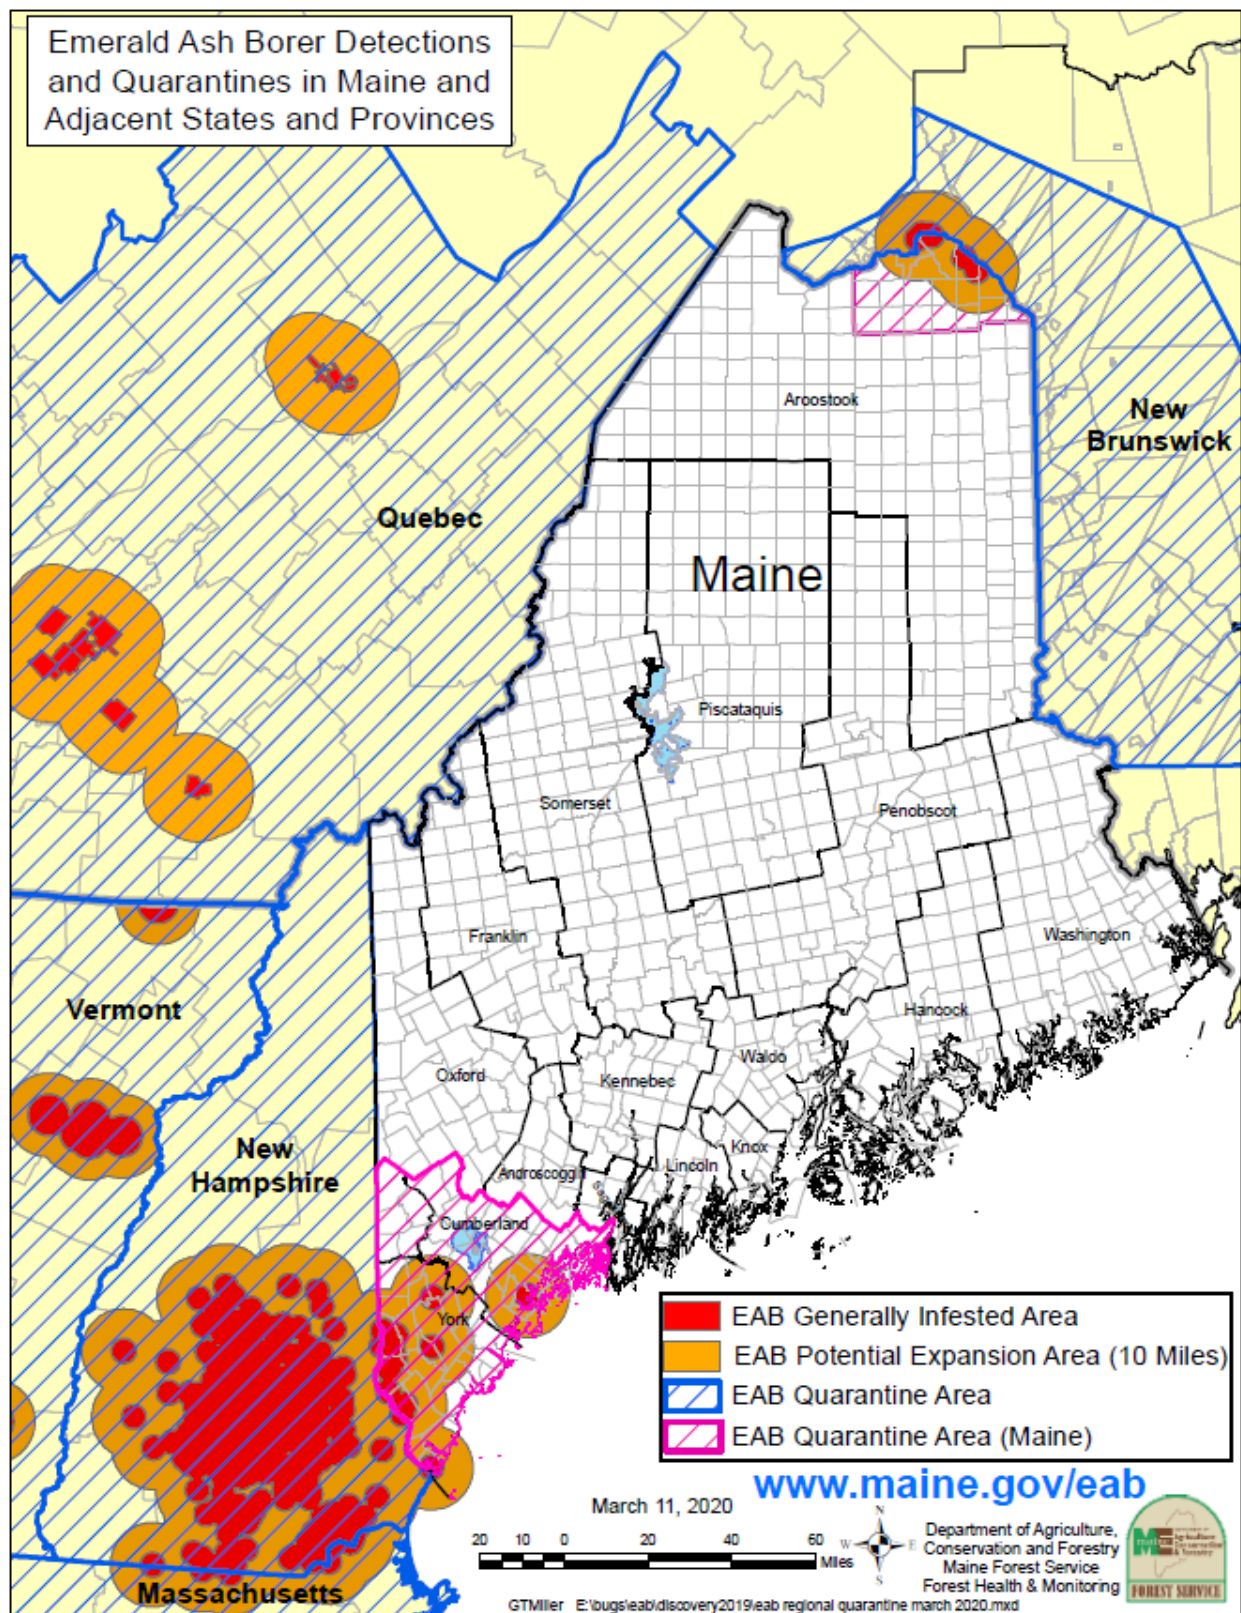 Emerald Ash Borer Detections
and Quarantines in Maine and
Adjacent States and Provinces
Aroostook
New
Brunswick
Quebec
Maine
Piscataquis
Somerset
Penobscot
Franklin
Washington
Vermont
Hancock
Waldo
Oxford
Kennebec
New
Hampshire
Knox
Lincoln
Androscoggi
Cumberland
York
EAB Generally Infested Area
EAB Potential Expansion Area (10 Miles)
EAB Quarantine Area
EAB Quarantine Area (Maine)
www.maine.gov/eab
March 11, 2020
N
W E
S
20 10 0 20 40 60
Miles
Department of Agriculture,
Conservation and Forestry
Maine Forest Service
Forest Health & Monitoring
Agriculture
Conservation
& Forestry
FOREST SERVICE
Massachusetts
GTMiller E:\bugs\eab\discovery2019\eab regional quarantine march 2020.mxd